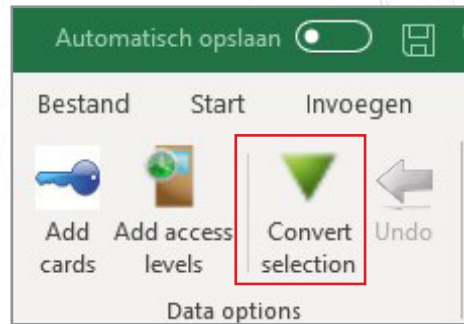 Automatisch opslaan
Bestand Start Invoegen
Add cards
Add access levels
Convert selection
Undo
Data options